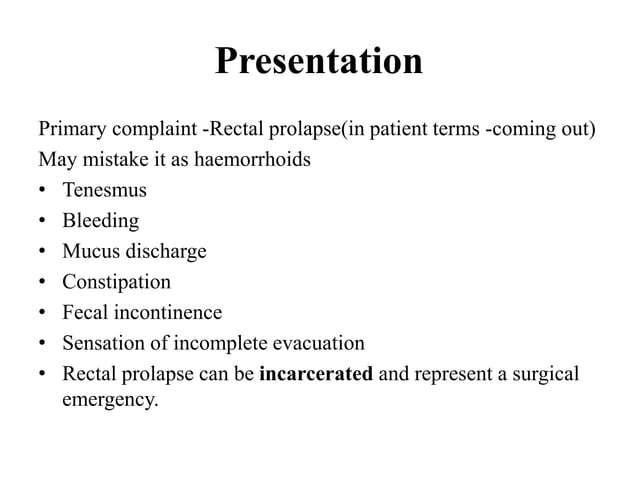 Presentation
Primary complaint -Rectal prolapse(in patient terms -coming out)
May mistake it as haemorrhoids
• Tenesmus
• Bleeding
• Mucus discharge
• Constipation
• Fecal incontinence
• Sensation of incomplete evacuation
• Rectal prolapse can be incarcerated and represent a surgical
emergency.